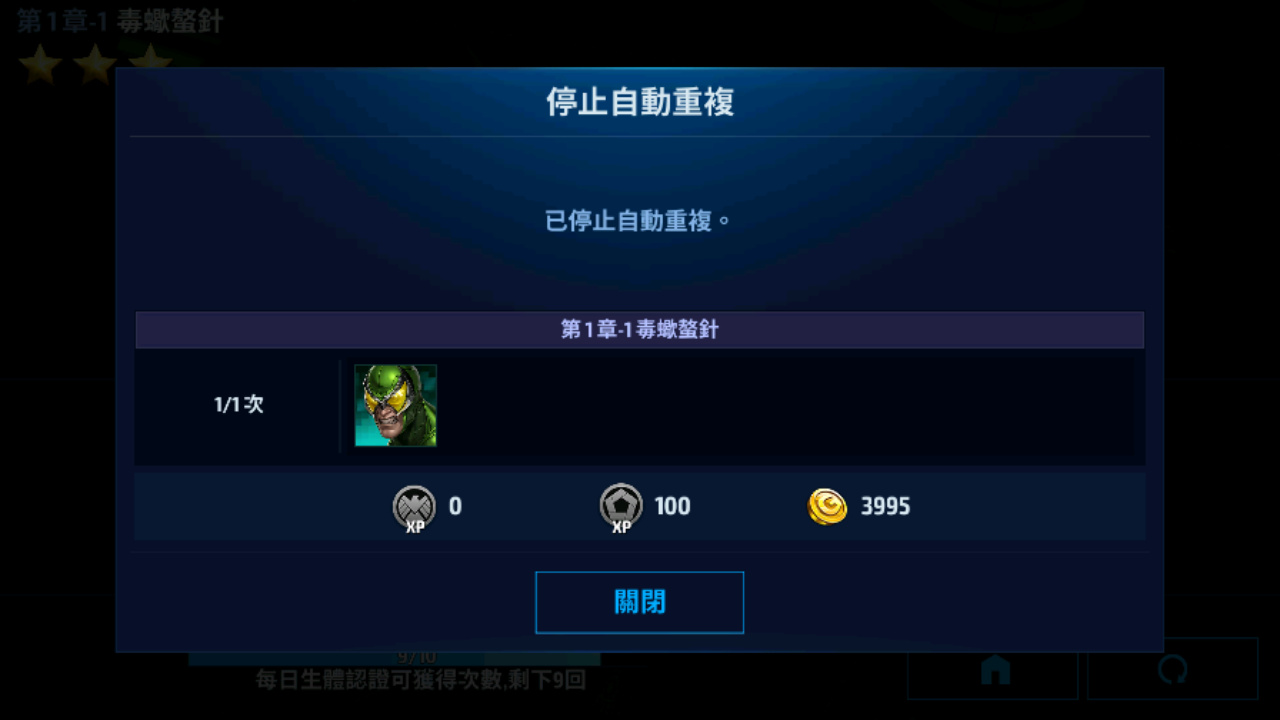 第1章-1 毒蠍螯針
停止自動重複
已停止自動重複。
第1章-1毒蠍螯針
1/1次
XP 0
XP 100
3995
關閉
9/10
每日生體認證可獲得次數,剩下9回